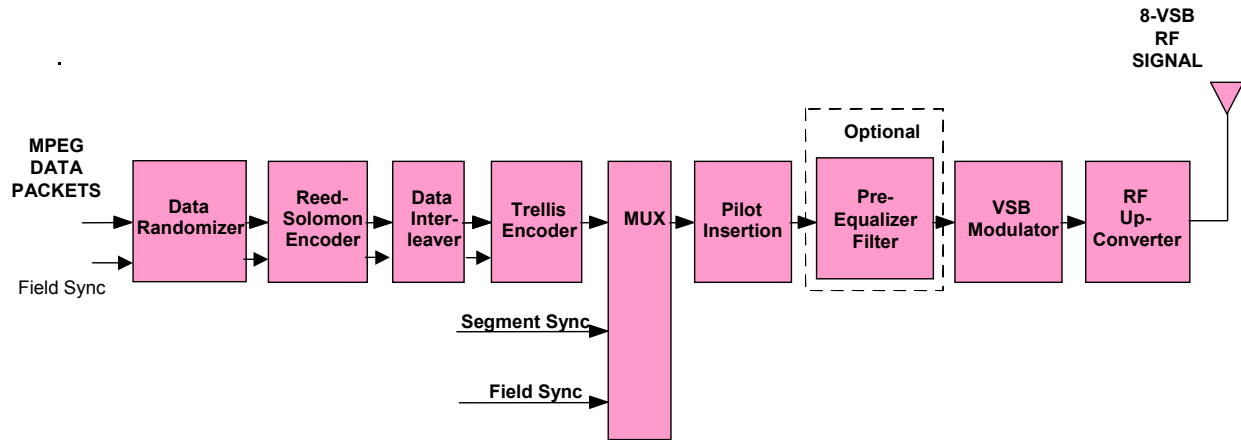 8-VSB
RF
SIGNAL
MPEG
DATA
PACKETS
Field Sync
Data
Randomizer
Reed-
Solomon
Encoder
Data
Inter-
leaver
Trellis
Encoder
MUX
Pilot
Insertion
Optional
Pre-
Equalizer
Filter
VSB
Modulator
RF
Up-
Converter
Segment Sync
Field Sync